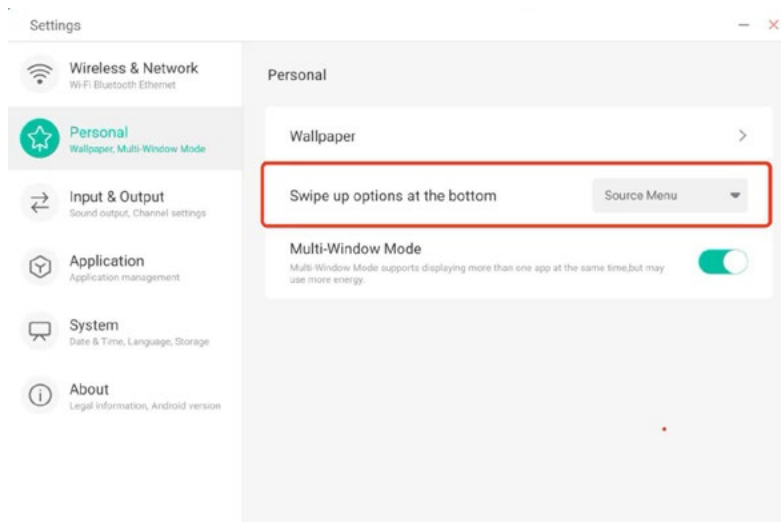 Settings
Wireless & Network
Wi-Fi Bluetooth Ethernet
Personal
Wallpaper, Multi-Window Mode
Input & Output
Sound output, Channel settings
Application
Application management
System
Date & Time, Language, Storage
About
Legal information, Android version
Personal
Wallpaper
Swipe up options at the bottom
Source Menu
Multi-Window Mode
Multi-Window Mode supports displaying more than one app at the same time,but may
use more energy.